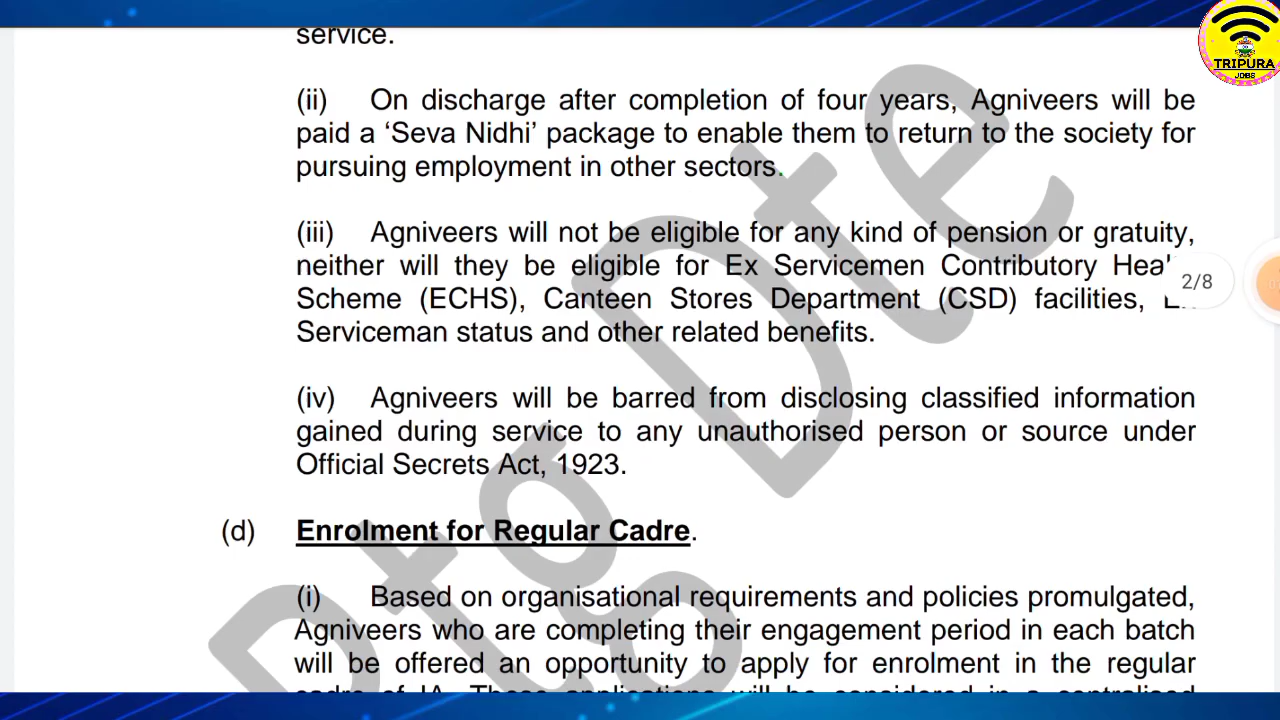 service.
(ii) On discharge after completion of four years, Agniveers will be
paid a ‘Seva Nidhi’ package to enable them to return to the society for
pursuing employment in other sectors.
(iii) Agniveers will not be eligible for any kind of pension or gratuity,
neither will they be eligible for Ex Servicemen Contributory
Scheme (ECHS), Canteen Stores Department (CSD) facilities,
Serviceman status and other related benefits.
(iv) Agniveers will be barred from disclosing classified information
gained during service to any unauthorised person or source under
Official Secrets Act, 1923.
(d) Enrolment for Regular Cadre.
(i) Based on organisational requirements and policies promulgated,
Agniveers who are completing their engagement period in each batch
will be offered an opportunity to apply for enrolment in the regular
2/8
TRIPURA
JOBS
Rtg Dte